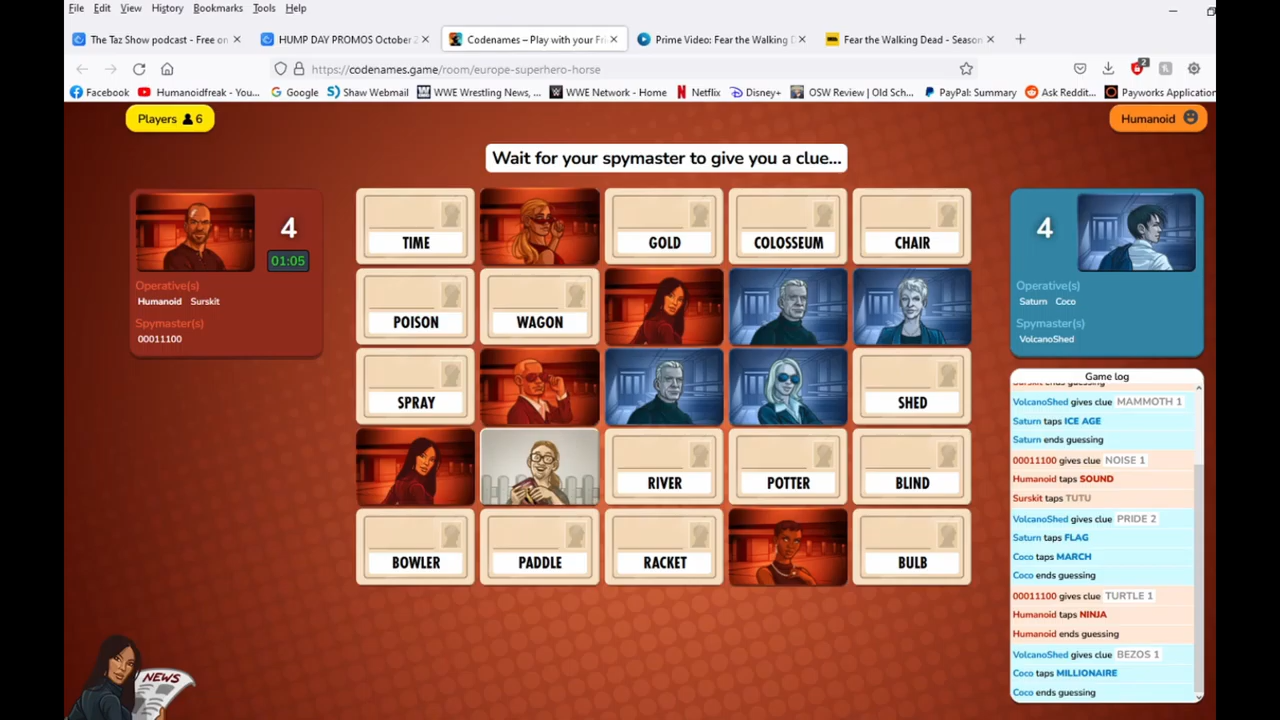 File Edit View History Bookmarks Tools Help
The Taz Show podcast - Free on
HUMP DAY PROMOS October 2
Codenames – Play with your Fri
Prime Video: Fear the Walking D
Fear the Walking Dead - Season
https://codenames.game/room/europe-superhero-horse
2
Facebook Humanoidfreak - You... Google Shaw Webmail WWE Wrestling News, ... WWE Network - Home Netflix Disney+ OSW Review | Old Sch... PayPal: Summary Ask Reddit... Payworks Application
Players 6
Humanoid
Wait for your spymaster to give you a clue...
4
01:05
Operative(s)
Humanoid Surskit
Spymaster(s)
00011100
TIME GOLD COLOSSEUM CHAIR
POISON WAGON
SPRAY SHED
RIVER POTTER BLIND
BOWLER PADDLE RACKET BULB
4
Operative(s)
Saturn Coco
Spymaster(s)
VolcanoShed
Game log
Surskit ends guessing
VolcanoShed gives clue MAMMOTH 1
Saturn taps ICE AGE
Saturn ends guessing
00011100 gives clue NOISE 1
Humanoid taps SOUND
Surskit taps TUTU
VolcanoShed gives clue PRIDE 2
Saturn taps FLAG
Coco taps MARCH
Coco ends guessing
00011100 gives clue TURTLE 1
Humanoid taps NINJA
Humanoid ends guessing
VolcanoShed gives clue BEZOS 1
Coco taps MILLIONAIRE
Coco ends guessing
NEWS